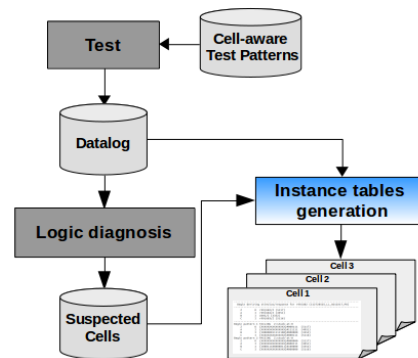 Test
Cell-aware
Test Patterns
Datalog
Instance tables
generation
Logic diagnosis
Suspected
Cells
Cell 3
Cell 2
Cell 1